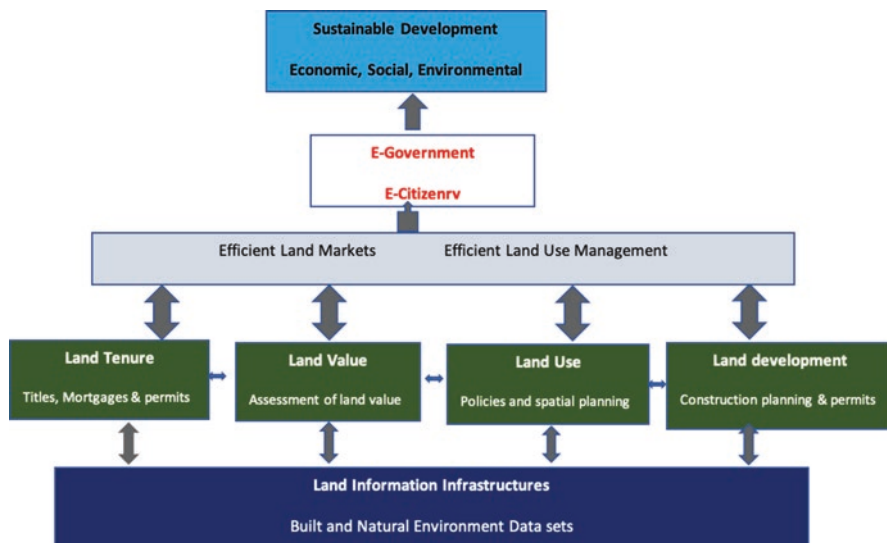 Sustainable Development
Economic, Social, Environmental
E-Government
E-Citizenrv
Efficient Land Markets Efficient Land Use Management
Land Tenure
Titles, Mortgages & permits
Land Value
Assessment of land value
Land Use
Policies and spatial planning
Land development
Construction planning & permits
Land Information Infrastructures
Built and Natural Environment Data sets